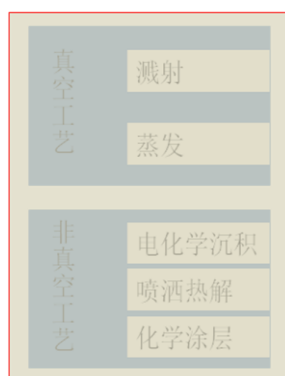 真空工艺
溅射
蒸发
非真空工艺
电化学沉积
喷洒热解
化学涂层